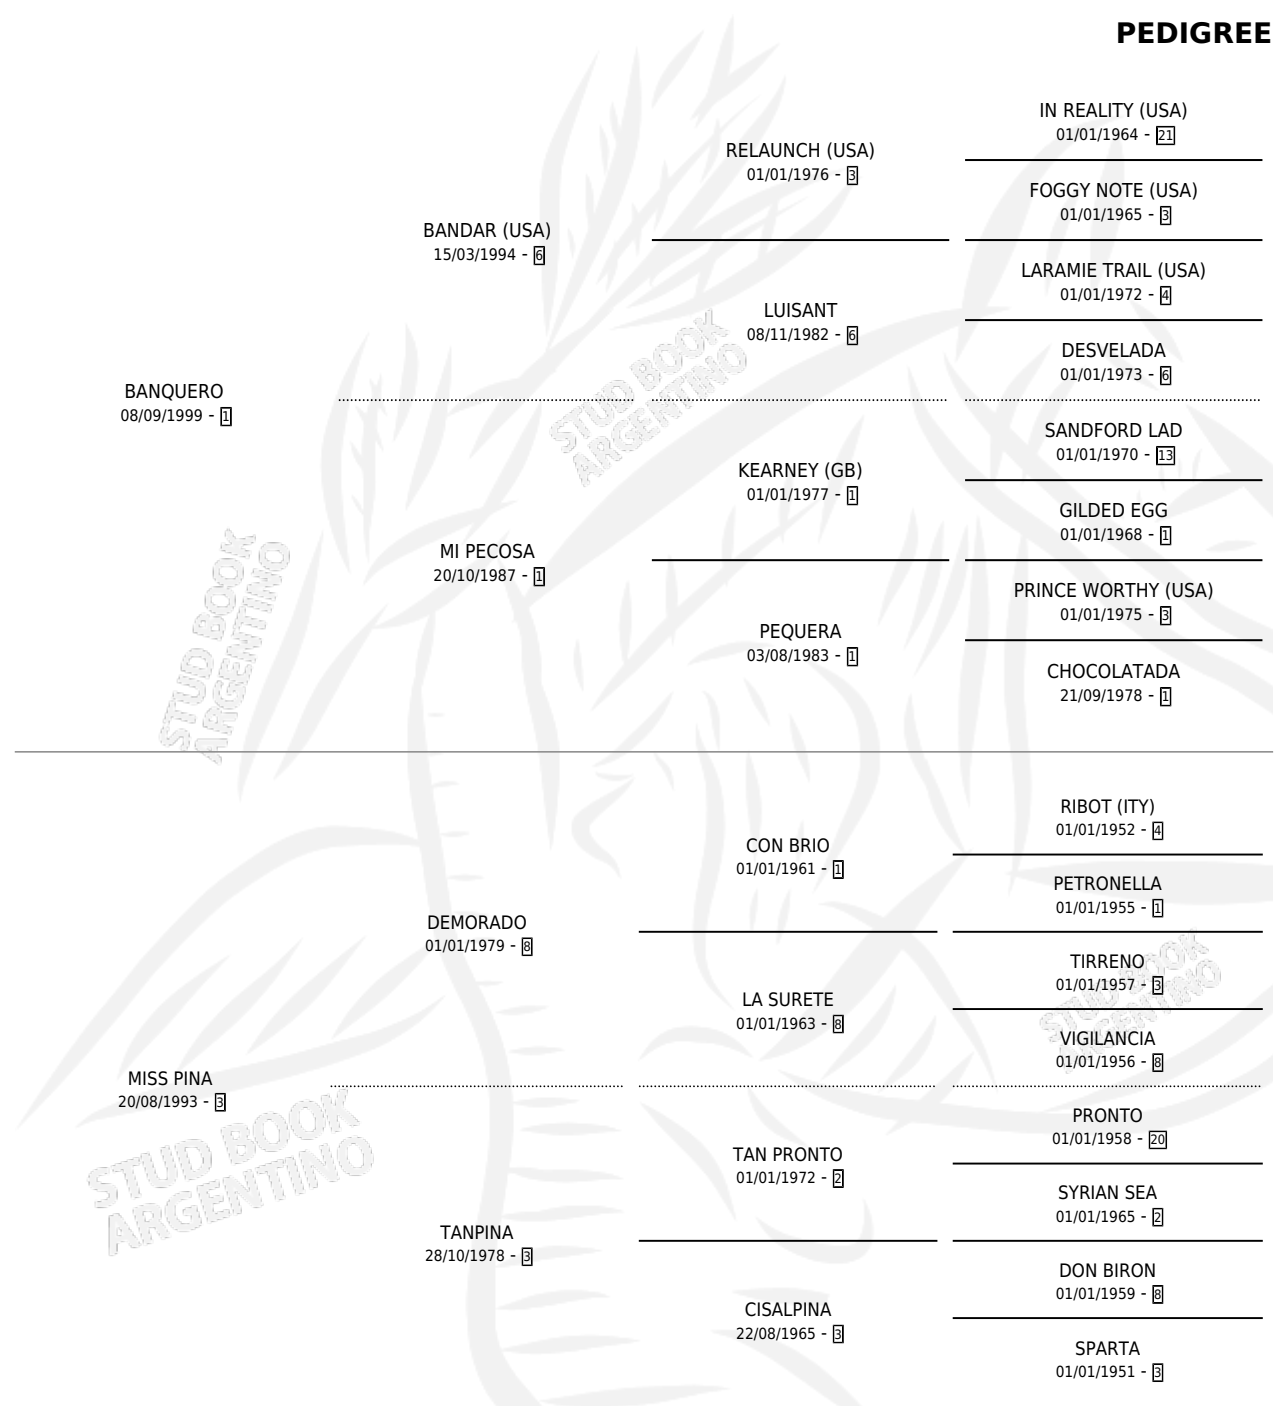 PEDIGREE
IN REALITY (USA)
01/01/1964 - 21
RELAUNCH (USA)
01/01/1976 - 3
FOGGY NOTE (USA)
01/01/1965 - 3
BANDAR (USA)
15/03/1994 - 6
LARAMIE TRAIL (USA)
01/01/1972 - 4
LUISANT
08/11/1982 - 6
DESVELADA
01/01/1973 - 6
BANQUERO
08/09/1999 - 1
STUD BOOK
ARGENTINO
SANDFORD LAD
01/01/1970 - 13
KEARNEY (GB)
01/01/1977 - 1
GILDED EGG
01/01/1968 - 1
MI PECOSA
20/10/1987 - 1
PRINCE WORTHY (USA)
01/01/1975 - 3
PEQUERA
03/08/1983 - 1
CHOCOLATADA
21/09/1978 - 1
STUD BOOK
ARGENTINO
RIBOT (ITY)
01/01/1952 - 4
CON BRIO
01/01/1961 - 1
PETRONELLA
01/01/1955 - 1
DEMORADO
01/01/1979 - 8
TIRRENO
01/01/1957 - 3
LA SURETE
01/01/1963 - 8
STUD BOOK
ARGENTINO
VIGILANCIA
01/01/1956 - 8
MISS PINA
20/08/1993 - 3
PRONTO
01/01/1958 - 20
TAN PRONTO
01/01/1972 - 2
SYRIAN SEA
01/01/1965 - 2
STUD BOOK
ARGENTINO
TANPINA
28/10/1978 - 3
DON BIRON
01/01/1959 - 8
CISALPINA
22/08/1965 - 3
SPARTA
01/01/1951 - 3